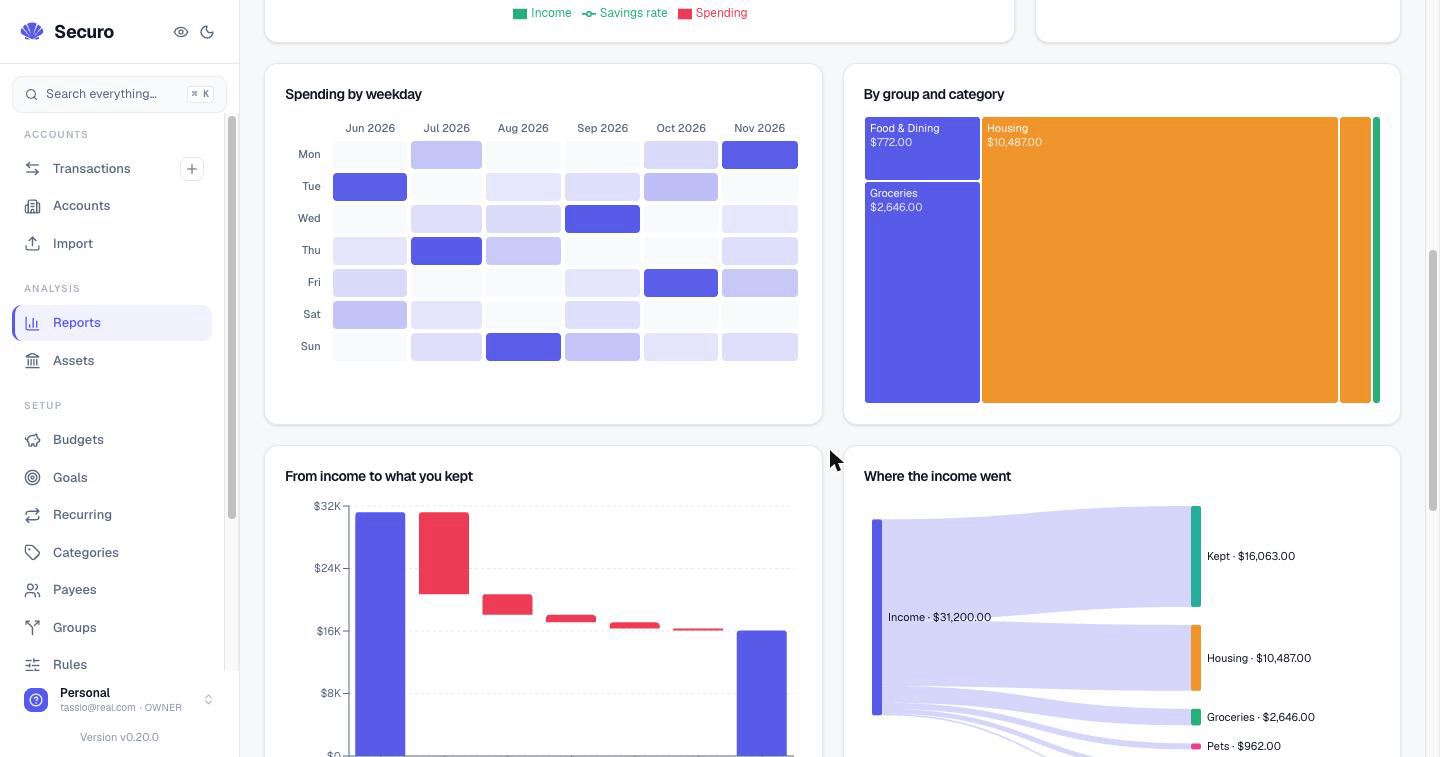 Securo
Search everything...
⌘ K
ACCOUNTS
Transactions
Accounts
Import
ANALYSIS
Reports
Assets
SETUP
Budgets
Goals
Recurring
Categories
Payees
Groups
Rules
Personal
tassio@real.com · OWNER
Version v0.20.0
Income Savings rate Spending
Spending by weekday
Jun 2026 Jul 2026 Aug 2026 Sep 2026 Oct 2026 Nov 2026
Mon
Tue
Wed
Thu
Fri
Sat
Sun
By group and category
Food & Dining
$772.00
Groceries
$2,646.00
Housing
$10,487.00
From income to what you kept
$32K
$24K
$16K
$8K
$0
Where the income went
Income · $31,200.00
Kept · $16,063.00
Housing · $10,487.00
Groceries · $2,646.00
Pets · $962.00